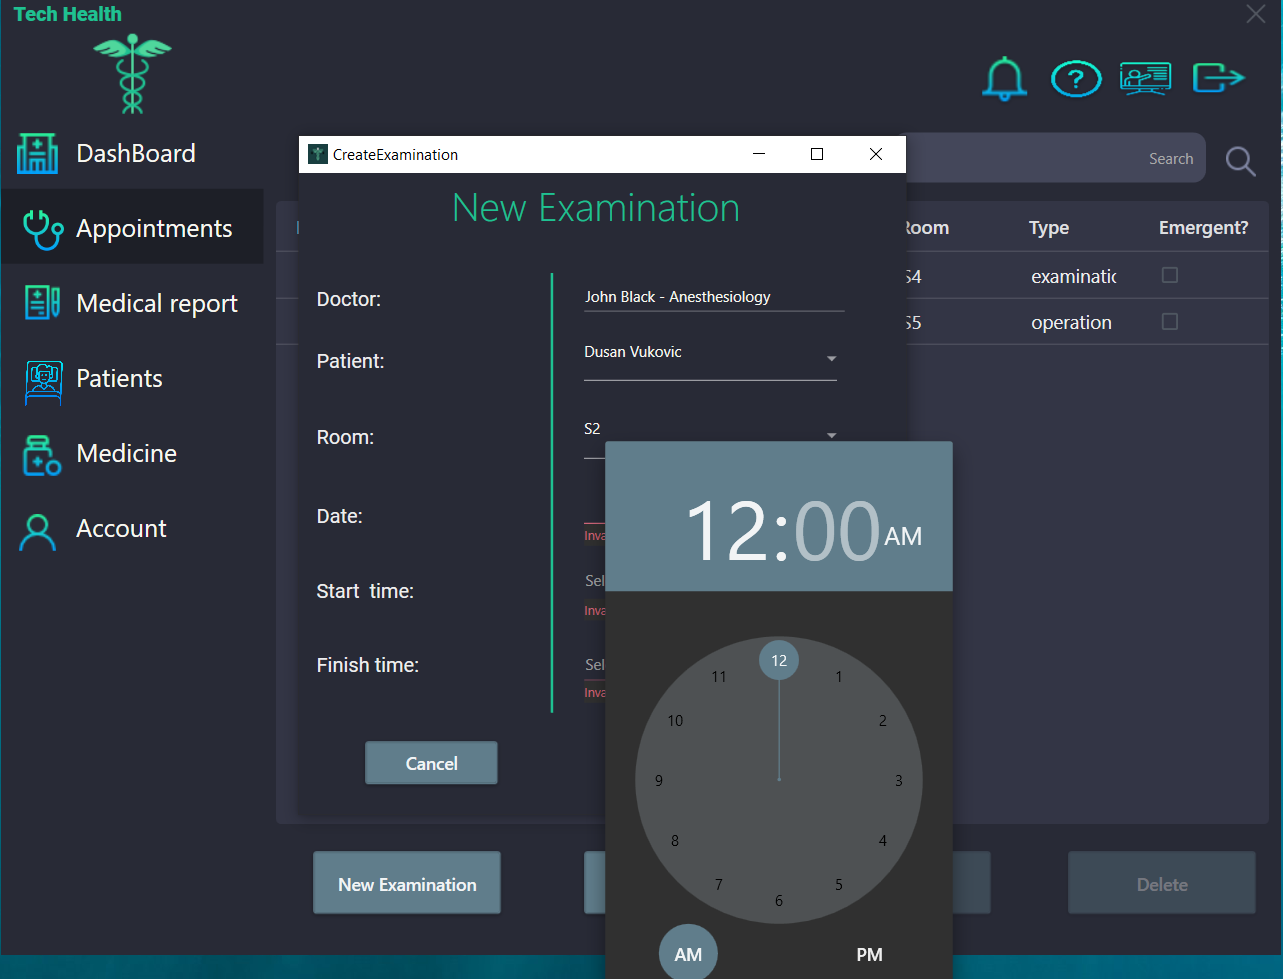 Tech Health
DashBoard
Appointments
Medical report
Patients
Medicine
Account
Search
Room Type Emergent?
S4 examinatic
S5 operation
CreateExamination
New Examination
Doctor: John Black - Anesthesiology
Patient: Dusan Vukovic
Room: S2
Date:
Inva
Start time: Sel
Inva
Finish time: Sel
Inva
Cancel
12:00 AM
12
11 1
10 2
9 3
8 4
7 5
6
AM PM
New Examination
Delete